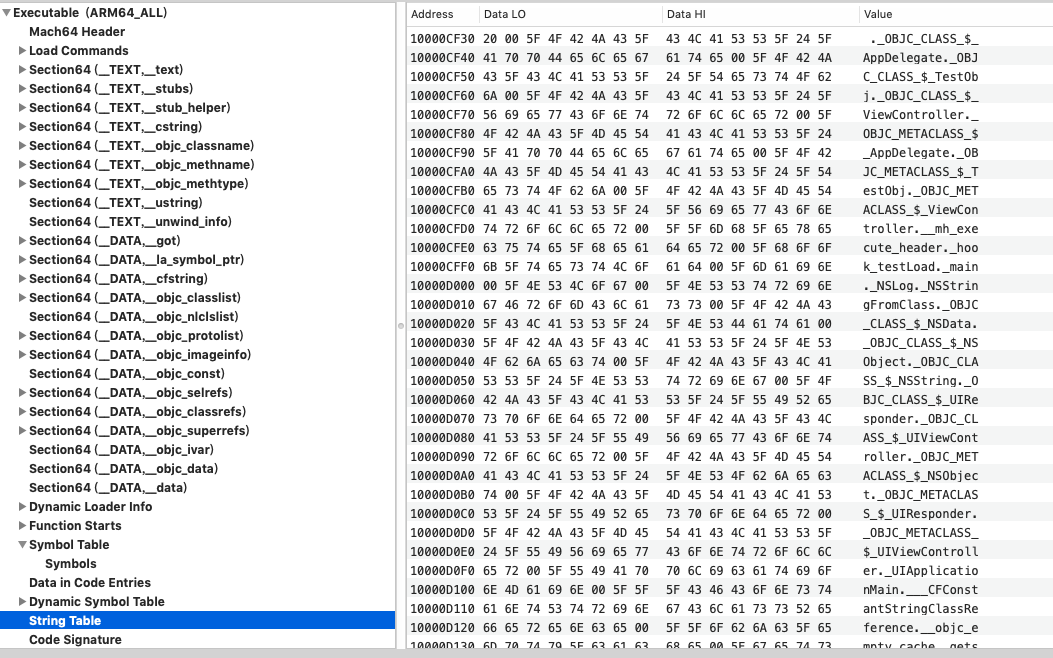 Executable (ARM64_ALL)
Mach64 Header
Load Commands
Section64 (__TEXT,__text)
Section64 (__TEXT,__stubs)
Section64 (__TEXT,__stub_helper)
Section64 (__TEXT,__cstring)
Section64 (__TEXT,__objc_classname)
Section64 (__TEXT,__objc_methname)
Section64 (__TEXT,__objc_methtype)
Section64 (__TEXT,__ustring)
Section64 (__TEXT,__unwind_info)
Section64 (__DATA,__got)
Section64 (__DATA,__la_symbol_ptr)
Section64 (__DATA,__cfstring)
Section64 (__DATA,__objc_classlist)
Section64 (__DATA,__objc_nlclslist)
Section64 (__DATA,__objc_protolist)
Section64 (__DATA,__objc_imageinfo)
Section64 (__DATA,__objc_const)
Section64 (__DATA,__objc_selrefs)
Section64 (__DATA,__objc_classrefs)
Section64 (__DATA,__objc_superrefs)
Section64 (__DATA,__objc_ivar)
Section64 (__DATA,__objc_data)
Section64 (__DATA,__data)
Dynamic Loader Info
Function Starts
Symbol Table
Symbols
Data in Code Entries
Dynamic Symbol Table
String Table
Code Signature
Address Data LO Data HI Value
10000CF30 20 00 5F 4F 42 4A 43 5F 43 4C 41 53 53 5F 24 5F ._OBJC_CLASS_$_
10000CF40 41 70 70 44 65 6C 65 67 61 74 65 00 5F 4F 42 4A AppDelegate._OBJ
10000CF50 43 5F 43 4C 41 53 53 5F 24 5F 54 65 73 74 4F 62 C_CLASS_$_TestOb
10000CF60 6A 00 5F 4F 42 4A 43 5F 43 4C 41 53 53 5F 24 5F j._OBJC_CLASS_$_
10000CF70 56 69 65 77 43 6F 6E 74 72 6F 6C 6C 65 72 00 5F ViewController._
10000CF80 4F 42 4A 43 5F 4D 45 54 41 43 4C 41 53 53 5F 24 OBJC_METACLASS_$
10000CF90 5F 41 70 70 44 65 6C 65 67 61 74 65 00 5F 4F 42 _AppDelegate._OB
10000CFA0 4A 43 5F 4D 45 54 41 43 4C 41 53 53 5F 24 5F 54 JC_METACLASS_$_T
10000CFB0 65 73 74 4F 62 6A 00 5F 4F 42 4A 43 5F 4D 45 54 estObj._OBJC_MET
10000CFC0 41 43 4C 41 53 53 5F 24 5F 56 69 65 77 43 6F 6E ACLASS_$_ViewCon
10000CFD0 74 72 6F 6C 6C 65 72 00 5F 5F 6D 68 5F 65 78 65 troller.__mh_exe
10000CFE0 63 75 74 65 5F 68 65 61 64 65 72 00 5F 68 6F 6F cute_header._hoo
10000CFF0 6B 5F 74 65 73 74 4C 6F 61 64 00 5F 6D 61 69 6E k_testLoad._main
10000D000 00 5F 4E 53 4C 6F 67 00 5F 4E 53 53 74 72 69 6E ._NSLog._NSStrin
10000D010 67 46 72 6F 6D 43 6C 61 73 73 00 5F 4F 42 4A 43 gFromClass._OBJC
10000D020 5F 43 4C 41 53 53 5F 24 5F 4E 53 44 61 74 61 00 _CLASS_$_NSData.
10000D030 5F 4F 42 4A 43 5F 43 4C 41 53 53 5F 24 5F 4E 53 _OBJC_CLASS_$_NS
10000D040 4F 62 6A 65 63 74 00 5F 4F 42 4A 43 5F 43 4C 41 Object._OBJC_CLA
10000D050 53 53 5F 24 5F 4E 53 53 74 72 69 6E 67 00 5F 4F SS_$_NSString._O
10000D060 42 4A 43 5F 43 4C 41 53 53 5F 24 5F 55 49 52 65 BJC_CLASS_$_UIRe
10000D070 73 70 6F 6E 64 65 72 00 5F 4F 42 4A 43 5F 43 4C sponder._OBJC_CL
10000D080 41 53 53 5F 24 5F 55 49 56 69 65 77 43 6F 6E 74 ASS_$_UIViewCont
10000D090 72 6F 6C 6C 65 72 00 5F 4F 42 4A 43 5F 4D 45 54 roller._OBJC_MET
10000D0A0 41 43 4C 41 53 53 5F 24 5F 4E 53 4F 62 6A 65 63 ACLASS_$_NSObjec
10000D0B0 74 00 5F 4F 42 4A 43 5F 4D 45 54 41 43 4C 41 53 t._OBJC_METACLAS
10000D0C0 53 5F 24 5F 55 49 52 65 73 70 6F 6E 64 65 72 00 S_$_UIResponder.
10000D0D0 5F 4F 42 4A 43 5F 4D 45 54 41 43 4C 41 53 53 5F _OBJC_METACLASS_
10000D0E0 24 5F 55 49 56 69 65 77 43 6F 6E 74 72 6F 6C 6C $_UIViewControll
10000D0F0 65 72 00 5F 55 49 41 70 70 6C 69 63 61 74 69 6F er._UIApplicatio
10000D100 6E 4D 61 69 6E 00 5F 5F 5F 43 46 43 6F 6E 73 74 nMain.___CFConst
10000D110 61 6E 74 53 74 72 69 6E 67 43 6C 61 73 73 52 65 antStringClassRe
10000D120 66 65 72 65 6E 63 65 00 5F 5F 6F 62 6A 63 5F 65 ference.__objc_e
10000D130 6D 70 74 79 5F 63 61 63 68 65 00 5F 67 65 74 73 mpty_cache._gets